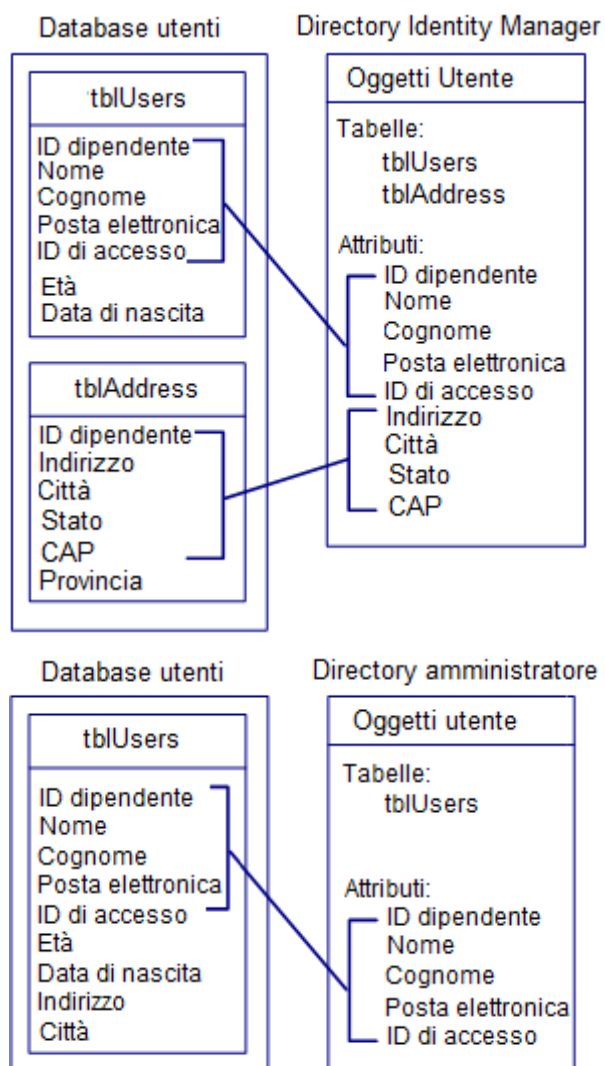 Database utenti
tblUsers
ID dipendente
Nome
Cognome
Posta elettronica
ID di accesso
Età
Data di nascita
tblAddress
ID dipendente
Indirizzo
Città
Stato
CAP
Provincia
Directory Identity Manager
Oggetti Utente
Tabelle:
tblUsers
tblAddress
Attributi:
ID dipendente
Nome
Cognome
Posta elettronica
ID di accesso
Indirizzo
Città
Stato
CAP
Database utenti
tblUsers
ID dipendente
Nome
Cognome
Posta elettronica
ID di accesso
Età
Data di nascita
Indirizzo
Città
Directory amministratore
Oggetti utente
Tabelle:
tblUsers
Attributi:
ID dipendente
Nome
Cognome
Posta elettronica
ID di accesso